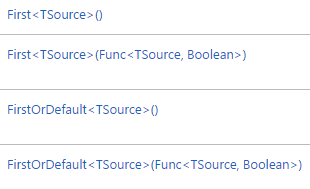 First<TSource>()
First<TSource>(Func<TSource, Boolean>)
FirstOrDefault<TSource>()
FirstOrDefault<TSource>(Func<TSource, Boolean>)